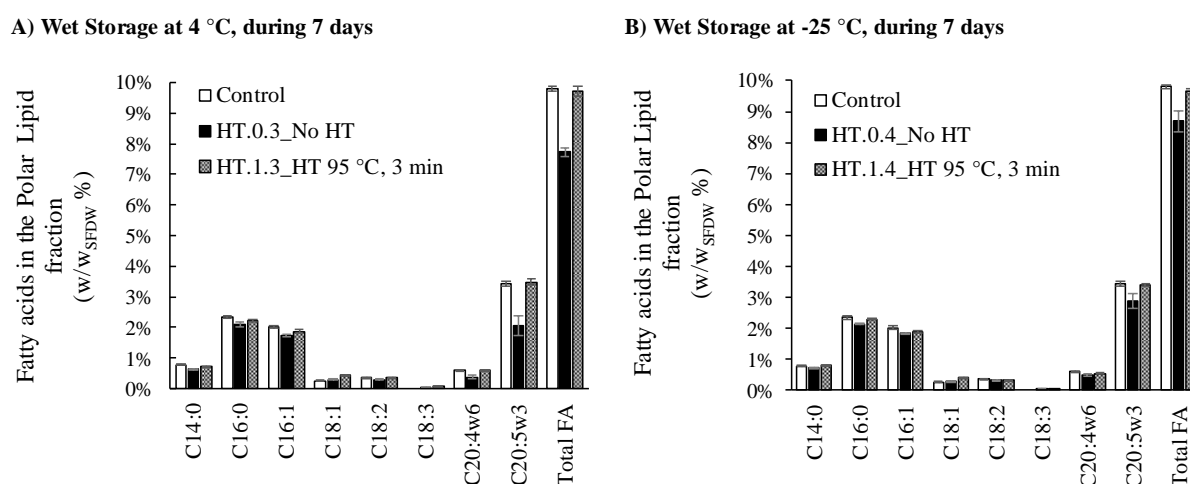 A) Wet Storage at 4 °C, during 7 days
Fatty acids in the Polar Lipid
fraction
(w/wSFDW %)
10%
9%
8%
7%
6%
5%
4%
3%
2%
1%
0%
Control
HT.0.3_No HT
HT.1.3_HT 95 °C, 3 min
C14:0
C16:0
C16:1
C18:1
C18:2
C18:3
C20:4w6
C20:5w3
Total FA
B) Wet Storage at -25 °C, during 7 days
Fatty acids in the Polar Lipid
fraction
(w/wSFDW %)
10%
9%
8%
7%
6%
5%
4%
3%
2%
1%
0%
Control
HT.0.4_No HT
HT.1.4_HT 95 °C, 3 min
C14:0
C16:0
C16:1
C18:1
C18:2
C18:3
C20:4w6
C20:5w3
Total FA